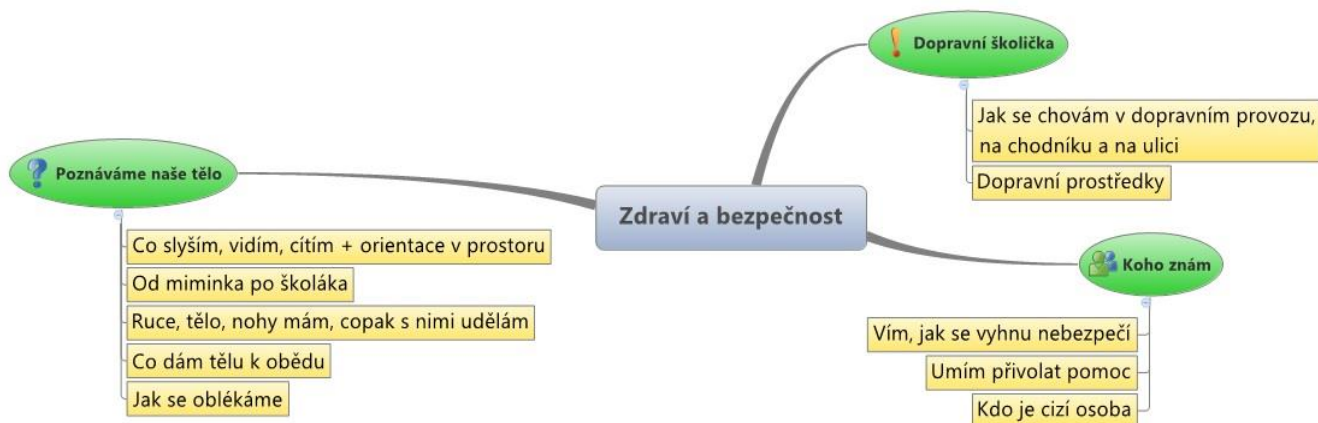 Zdraví a bezpečnost
Poznáváme naše tělo
Co slyším, vidím, cítím + orientace v prostoru
Od miminka po školáka
Ruce, tělo, nohy mám, copak s nimi udělám
Co dám tělu k obědu
Jak se oblékáme
Dopravní školička
Jak se chovám v dopravním provozu,
na chodníku a na ulici
Dopravní prostředky
Koho znám
Vím, jak se vyhnu nebezpečí
Umím přivolat pomoc
Kdo je cizí osoba